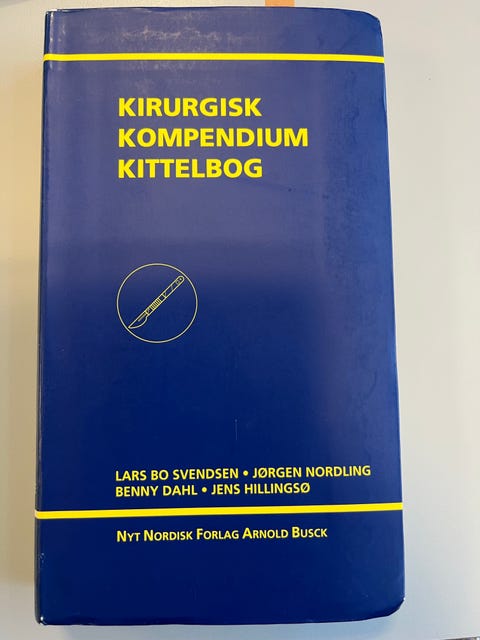 KIRURGISK
KOMPENDIUM
KITTELBOG
LARS BO SVENDSEN • JØRGEN NORDLING
BENNY DAHL • JENS HILLINGSØ
NYT NORDISK FORLAG ARNOLD BUSCK